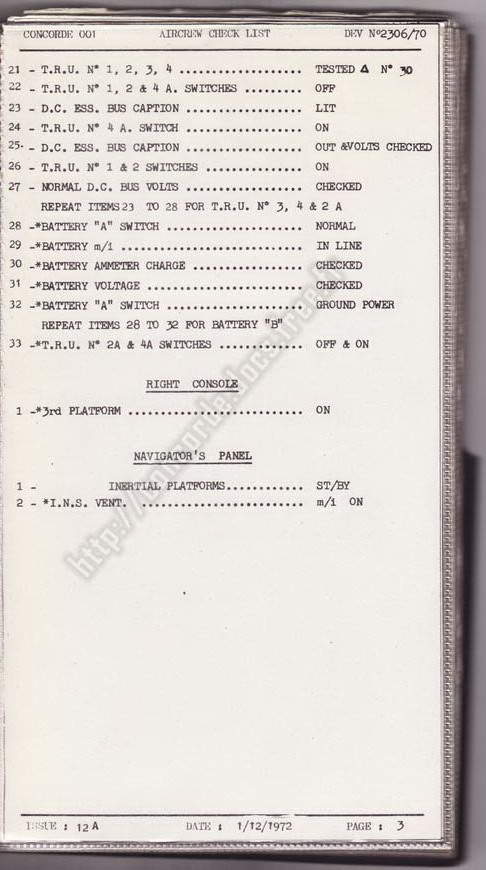 CONCORDE 001 AIRCREW CHECK LIST DEV Nº2306/70
21 - T.R.U. N° 1, 2, 3, 4 .................... TESTED Δ N° 30
22 - T.R.U. N° 1, 2 & 4 A. SWITCHES ......... OFF
23 - D.C. ESS. BUS CAPTION ................... LIT
24 - T.R.U. N° 4 A. SWITCH .................... ON
25- - D.C. ESS. BUS CAPTION ................... OUT &VOLTS CHECKED
26 - T.R.U. N° 1 & 2 SWITCHES ................ ON
27 - NORMAL D.C. BUS VOLTS ................... CHECKED
REPEAT ITEMS 23 TO 28 FOR T.R.U. N° 3, 4 & 2 A
28 -*BATTERY "A" SWITCH ...................... NORMAL
29 -*BATTERY m/i .............................. IN LINE
30 -*BATTERY AMMETER CHARGE .................. CHECKED
31 -*BATTERY VOLTAGE .......................... CHECKED
32 -*BATTERY "A" SWITCH ...................... GROUND POWER
REPEAT ITEMS 28 TO 32 FOR BATTERY "B"
33 -*T.R.U. N° 2A & 4A SWITCHES .............. OFF & ON
RIGHT CONSOLE
1 -*3rd PLATFORM ............................. ON
NAVIGATOR'S PANEL
1 - INERTIAL PLATFORMS............ ST/BY
2 - *I.N.S. VENT. ........................... m/i ON
ISSUE : 12 A DATE : 1/12/1972 PAGE : 3